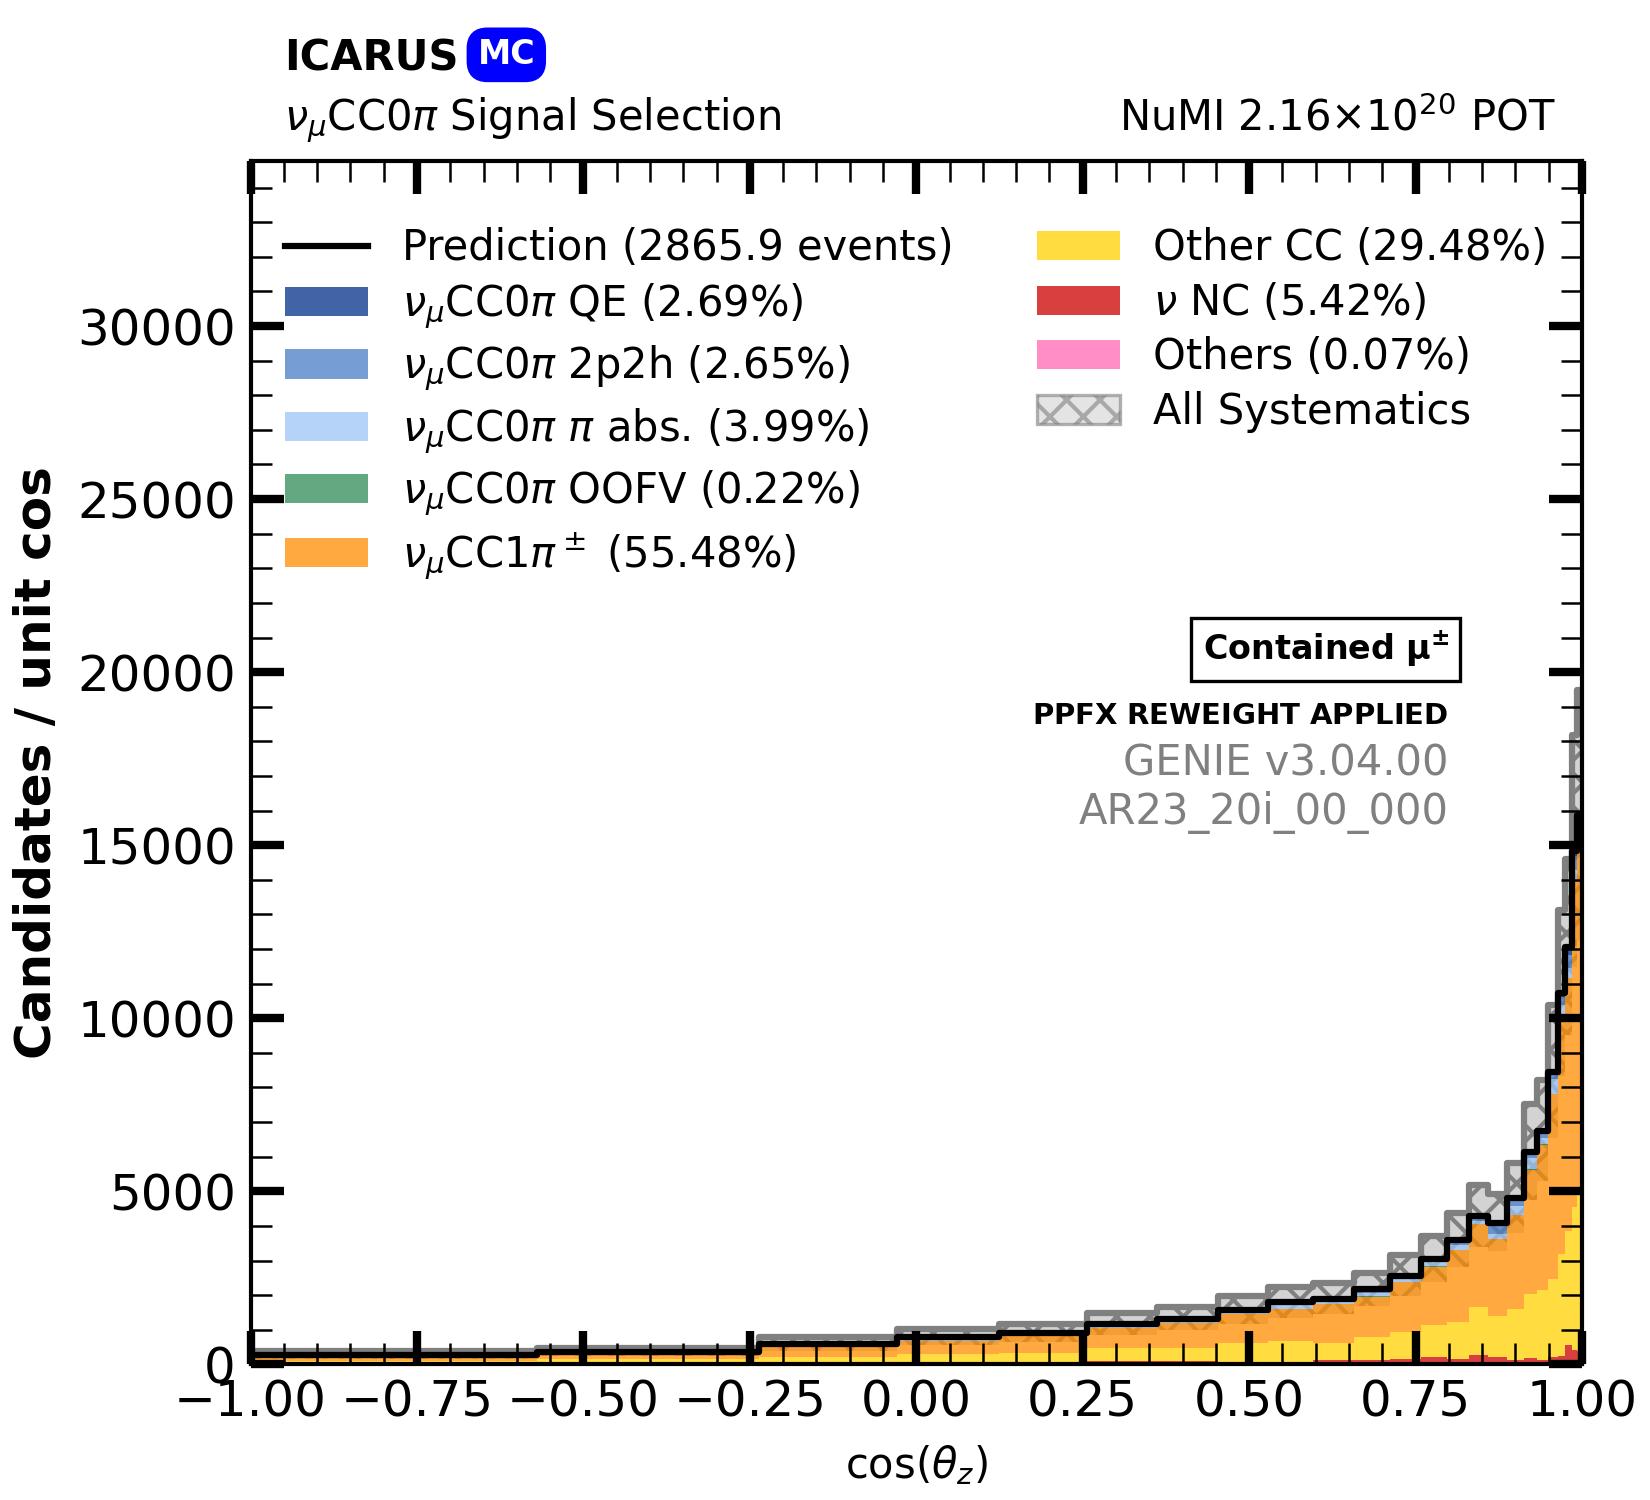 ICARUS MC
νμCC0π Signal Selection NuMI 2.16×10²⁰ POT
Prediction (2865.9 events)
νμCC0π QE (2.69%)
νμCC0π 2p2h (2.65%)
νμCC0π π abs. (3.99%)
νμCC0π OOFV (0.22%)
νμCC1π± (55.48%)
Other CC (29.48%)
ν NC (5.42%)
Others (0.07%)
All Systematics
Contained μ±
PPFX REWEIGHT APPLIED
GENIE v3.04.00
AR23_20i_00_000
Candidates / unit cos
30000
25000
20000
15000
10000
5000
0
−1.00 −0.75 −0.50 −0.25 0.00 0.25 0.50 0.75 1.00
cos(θz)